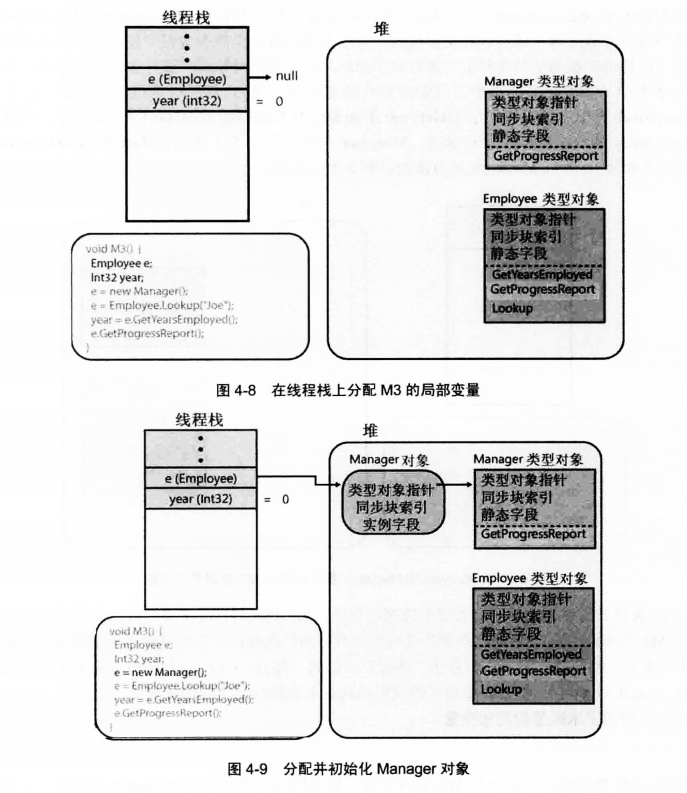 线程栈
e (Employee)
null
year (Int32)
= 0
堆
Manager 类型对象
类型对象指针
同步块索引
静态字段
GetProgressReport
Employee 类型对象
类型对象指针
同步块索引
静态字段
GetYearsEmployed
GetProgressReport
Lookup
void M3() {
Employee e;
Int32 year;
e = new Manager();
e = Employee.Lookup("Joe");
year = e.GetYearsEmployed();
e.GetProgressReport();
}
图 4-8 在线程栈上分配 M3 的局部变量
线程栈
e (Employee)
year (Int32)
= 0
堆
Manager 对象
类型对象指针
同步块索引
实例字段
Manager 类型对象
类型对象指针
同步块索引
静态字段
GetProgressReport
Employee 类型对象
类型对象指针
同步块索引
静态字段
GetYearsEmployed
GetProgressReport
Lookup
void M3() {
Employee e;
Int32 year;
e = new Manager();
e = Employee.Lookup("Joe");
year = e.GetYearsEmployed();
e.GetProgressReport();
}
图 4-9 分配并初始化 Manager 对象